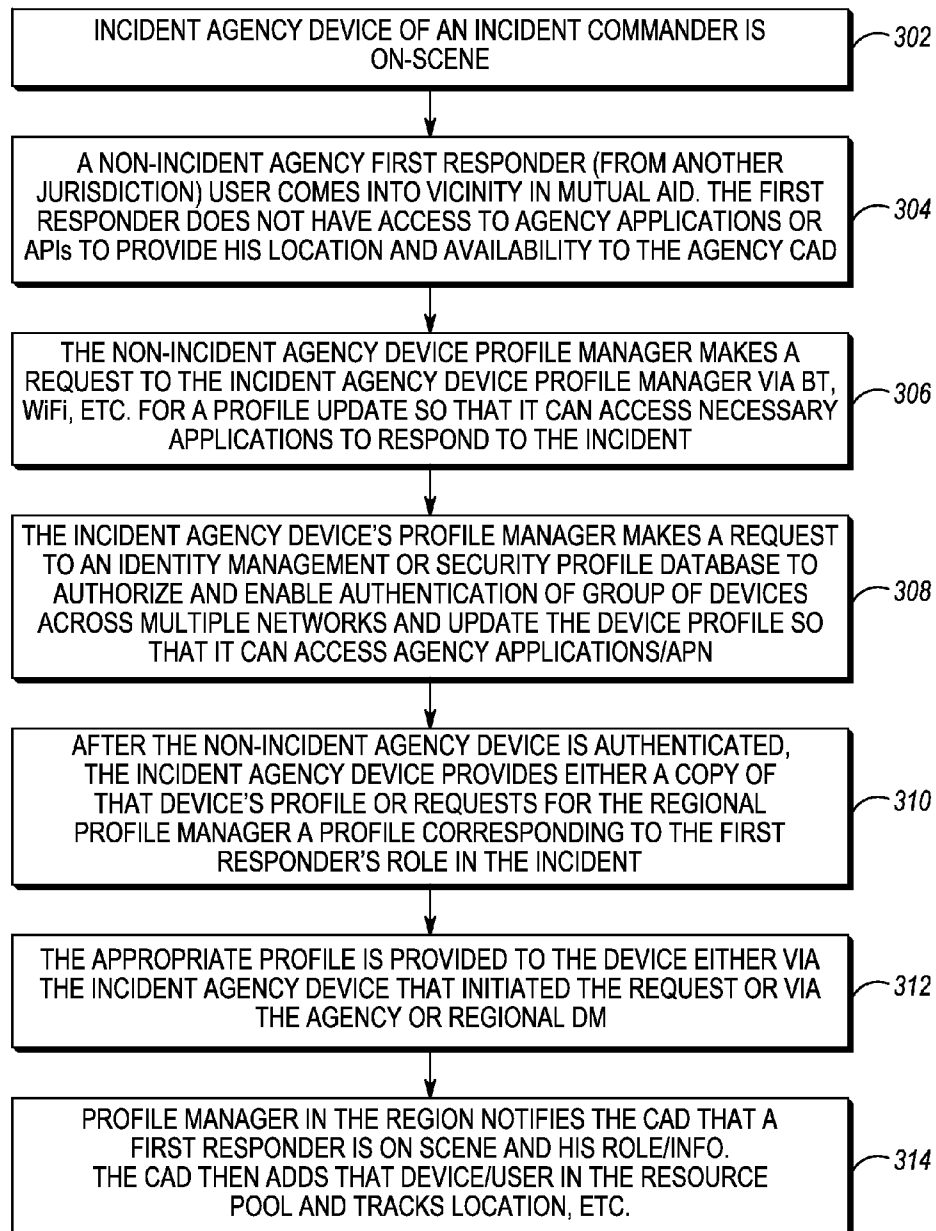 INCIDENT AGENCY DEVICE OF AN INCIDENT COMMANDER IS
ON-SCENE
302
A NON-INCIDENT AGENCY FIRST RESPONDER (FROM ANOTHER
JURISDICTION) USER COMES INTO VICINITY IN MUTUAL AID. THE FIRST
RESPONDER DOES NOT HAVE ACCESS TO AGENCY APPLICATIONS OR
APIs TO PROVIDE HIS LOCATION AND AVAILABILITY TO THE AGENCY CAD
304
THE NON-INCIDENT AGENCY DEVICE PROFILE MANAGER MAKES A
REQUEST TO THE INCIDENT AGENCY DEVICE PROFILE MANAGER VIA BT,
WiFi, ETC. FOR A PROFILE UPDATE SO THAT IT CAN ACCESS NECESSARY
APPLICATIONS TO RESPOND TO THE INCIDENT
306
THE INCIDENT AGENCY DEVICE'S PROFILE MANAGER MAKES A REQUEST
TO AN IDENTITY MANAGEMENT OR SECURITY PROFILE DATABASE TO
AUTHORIZE AND ENABLE AUTHENTICATION OF GROUP OF DEVICES
ACROSS MULTIPLE NETWORKS AND UPDATE THE DEVICE PROFILE SO
THAT IT CAN ACCESS AGENCY APPLICATIONS/APN
308
AFTER THE NON-INCIDENT AGENCY DEVICE IS AUTHENTICATED,
THE INCIDENT AGENCY DEVICE PROVIDES EITHER A COPY OF
THAT DEVICE'S PROFILE OR REQUESTS FOR THE REGIONAL
PROFILE MANAGER A PROFILE CORRESPONDING TO THE FIRST
RESPONDER'S ROLE IN THE INCIDENT
310
THE APPROPRIATE PROFILE IS PROVIDED TO THE DEVICE EITHER VIA
THE INCIDENT AGENCY DEVICE THAT INITIATED THE REQUEST OR VIA
THE AGENCY OR REGIONAL DM
312
PROFILE MANAGER IN THE REGION NOTIFIES THE CAD THAT A
FIRST RESPONDER IS ON SCENE AND HIS ROLE/INFO.
THE CAD THEN ADDS THAT DEVICE/USER IN THE RESOURCE
POOL AND TRACKS LOCATION, ETC.
314